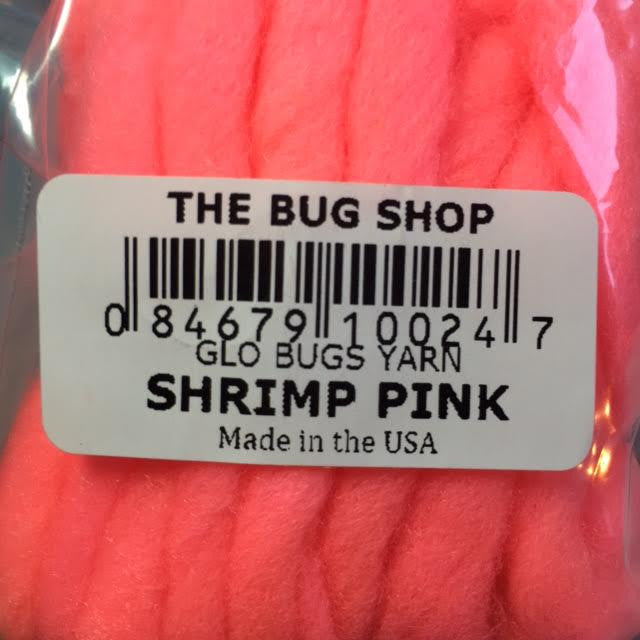 THE BUG SHOP
0 84679 10024 7
GLO BUGS YARN
SHRIMP PINK
Made in the USA